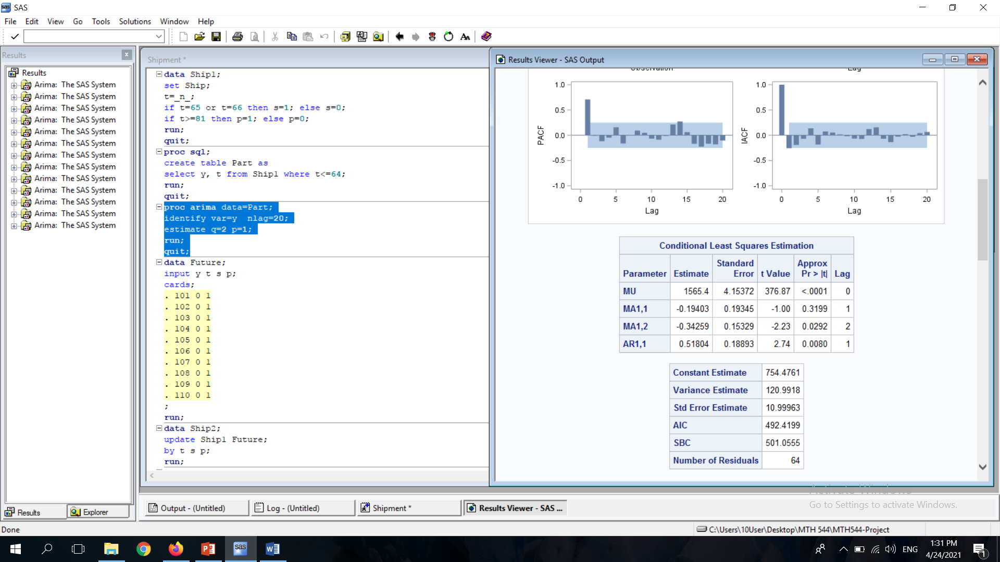 SAS
File Edit View Go Tools Solutions Window Help
Results
Results
Arima: The SAS System
Arima: The SAS System
Arima: The SAS System
Arima: The SAS System
Arima: The SAS System
Arima: The SAS System
Arima: The SAS System
Arima: The SAS System
Arima: The SAS System
Arima: The SAS System
Arima: The SAS System
Arima: The SAS System
Arima: The SAS System
Results Explorer
Shipment *
data Ship1;
set Ship;
t=_n_;
if t=65 or t=66 then s=1; else s=0;
if t>=81 then p=1; else p=0;
run;
quit;
proc sql;
create table Part as
select y, t from Ship1 where t<=64;
run;
quit;
proc arima data=Part;
identify var=y nlag=20;
estimate q=2 p=1;
run;
quit;
data Future;
input y t s p;
cards;
. 101 0 1
. 102 0 1
. 103 0 1
. 104 0 1
. 105 0 1
. 106 0 1
. 107 0 1
. 108 0 1
. 109 0 1
. 110 0 1
;
run;
data Ship2;
update Ship1 Future;
by t s p;
run;
Results Viewer - SAS Output
Observation Lag
1.0
0.5
0.0
-0.5
-1.0
PACF
0 5 10 15 20
Lag
1.0
0.5
0.0
-0.5
-1.0
IACF
0 5 10 15 20
Lag
Conditional Least Squares Estimation
Parameter Estimate Standard Error t Value Approx Pr > |t| Lag
MU 1565.4 4.15372 376.87 <.0001 0
MA1,1 -0.19403 0.19345 -1.00 0.3199 1
MA1,2 -0.34259 0.15329 -2.23 0.0292 2
AR1,1 0.51804 0.18893 2.74 0.0080 1
Constant Estimate 754.4761
Variance Estimate 120.9918
Std Error Estimate 10.99963
AIC 492.4199
SBC 501.0555
Number of Residuals 64
Activate Windows
Go to Settings to activate Windows.
Output - (Untitled) Log - (Untitled) Shipment * Results Viewer - SAS ...
Done
C:\Users\10User\Desktop\MTH 544\MTH544-Project
sas
ENG
1:31 PM
4/24/2021
1